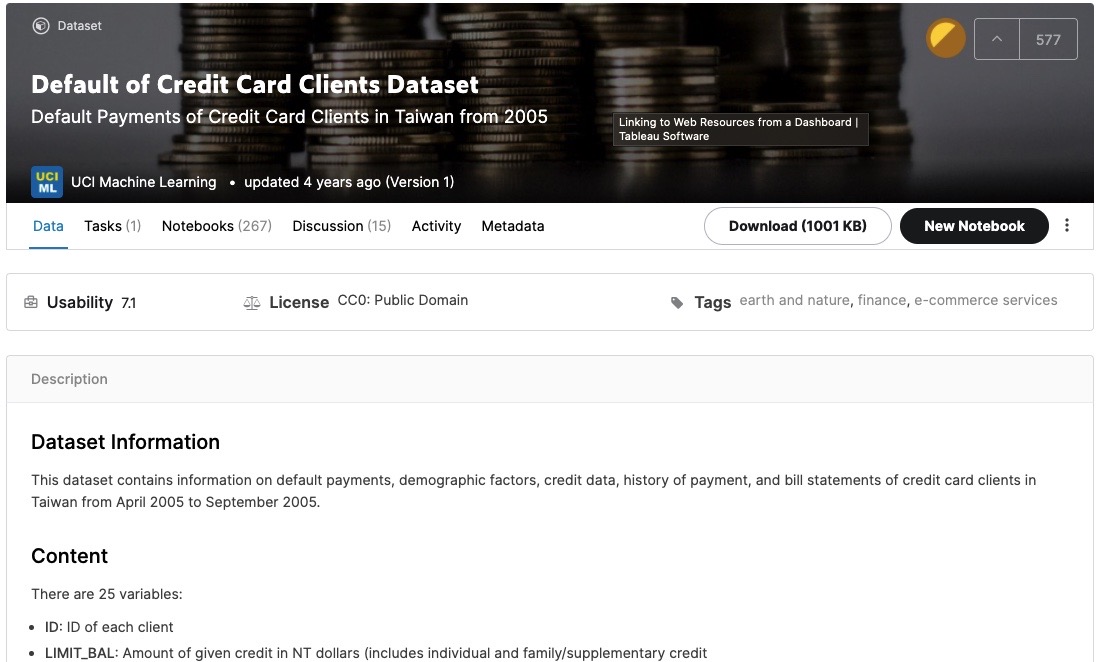 Dataset
577
Default of Credit Card Clients Dataset
Default Payments of Credit Card Clients in Taiwan from 2005
Linking to Web Resources from a Dashboard |
Tableau Software
UCI
ML
UCI Machine Learning • updated 4 years ago (Version 1)
Data Tasks (1) Notebooks (267) Discussion (15) Activity Metadata Download (1001 KB) New Notebook
Usability 7.1 License CC0: Public Domain Tags earth and nature, finance, e-commerce services
Description
Dataset Information
This dataset contains information on default payments, demographic factors, credit data, history of payment, and bill statements of credit card clients in
Taiwan from April 2005 to September 2005.
Content
There are 25 variables:
• ID: ID of each client
• LIMIT_BAL: Amount of given credit in NT dollars (includes individual and family/supplementary credit